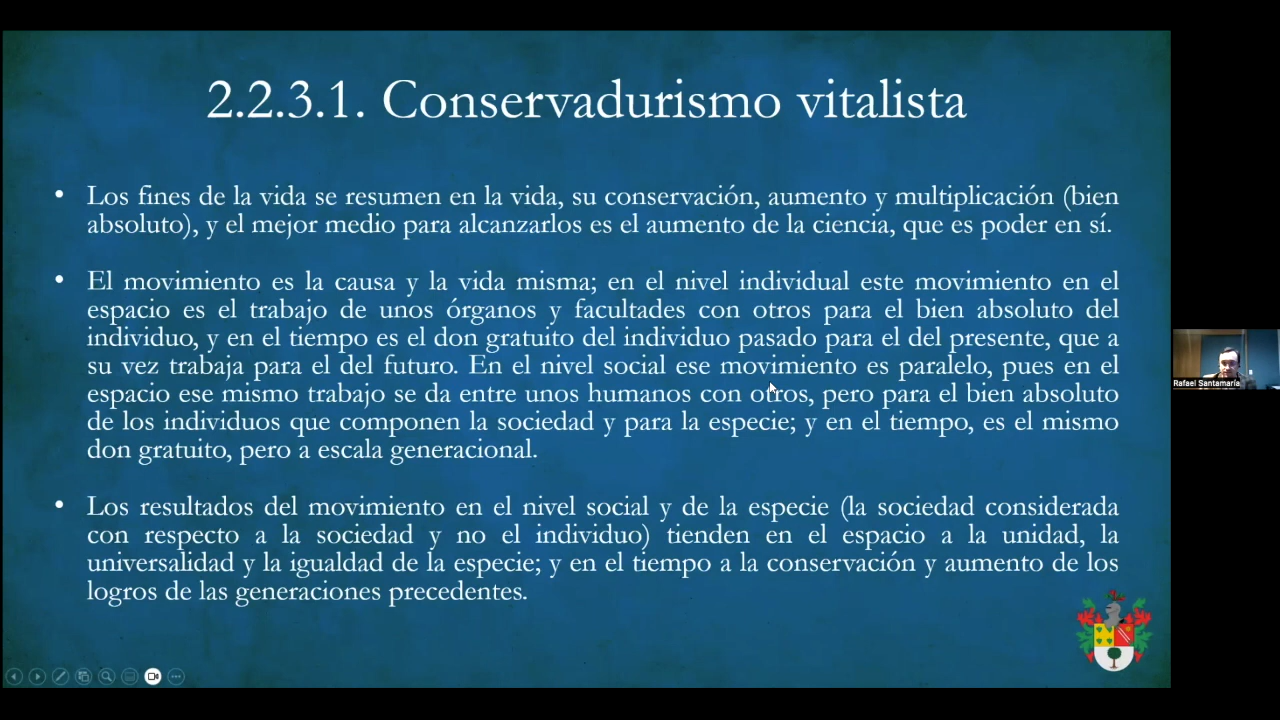 2.2.3.1. Conservadurismo vitalista
• Los fines de la vida se resumen en la vida, su conservación, aumento y multiplicación (bien
absoluto), y el mejor medio para alcanzarlos es el aumento de la ciencia, que es poder en sí.
• El movimiento es la causa y la vida misma; en el nivel individual este movimiento en el
espacio es el trabajo de unos órganos y facultades con otros para el bien absoluto del
individuo, y en el tiempo es el don gratuito del individuo pasado para el del presente, que a
su vez trabaja para el del futuro. En el nivel social ese movimiento es paralelo, pues en el
espacio ese mismo trabajo se da entre unos humanos con otros, pero para el bien absoluto
de los individuos que componen la sociedad y para la especie; y en el tiempo, es el mismo
don gratuito, pero a escala generacional.
• Los resultados del movimiento en el nivel social y de la especie (la sociedad considerada
con respecto a la sociedad y no el individuo) tienden en el espacio a la unidad, la
universalidad y la igualdad de la especie; y en el tiempo a la conservación y aumento de los
logros de las generaciones precedentes.
Rafael Santamaría